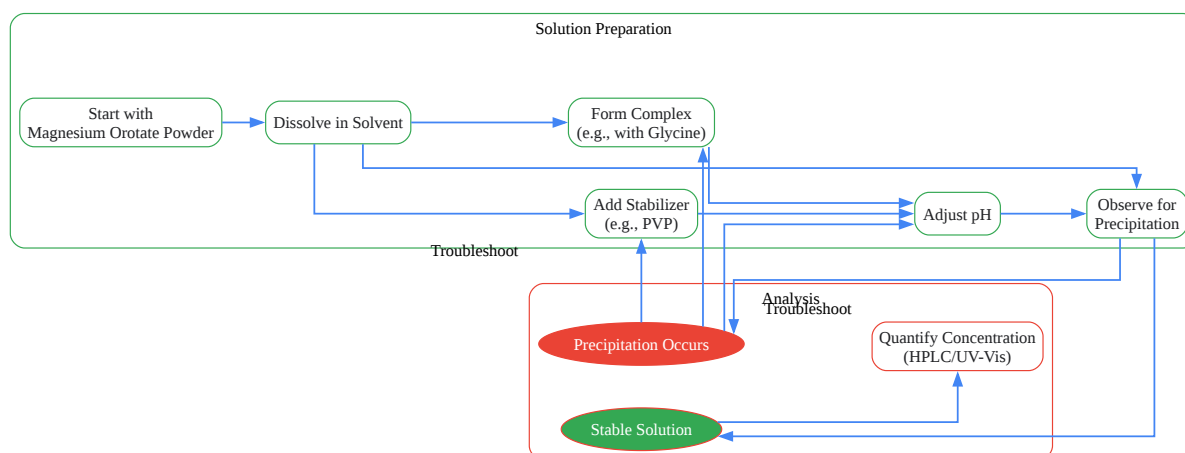 Solution Preparation
Start with
Magnesium Orotate Powder
Dissolve in Solvent
Form Complex
(e.g., with Glycine)
Add Stabilizer
(e.g., PVP)
Adjust pH
Observe for
Precipitation
Troubleshoot
Analysis
Troubleshoot
Precipitation Occurs
Quantify Concentration
(HPLC/UV-Vis)
Stable Solution